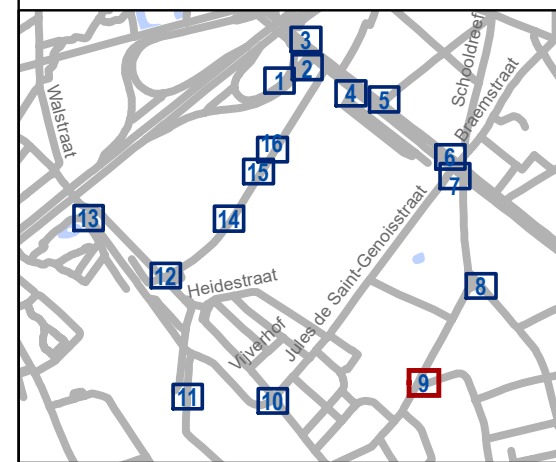 3
2
1
4
5
Schooldreef
Braemstraat
Walstraat
16
15
6
7
14
13
12
Heidestraat
Jules de Saint-Genoisstraat
8
Vijverhof
9
11
10